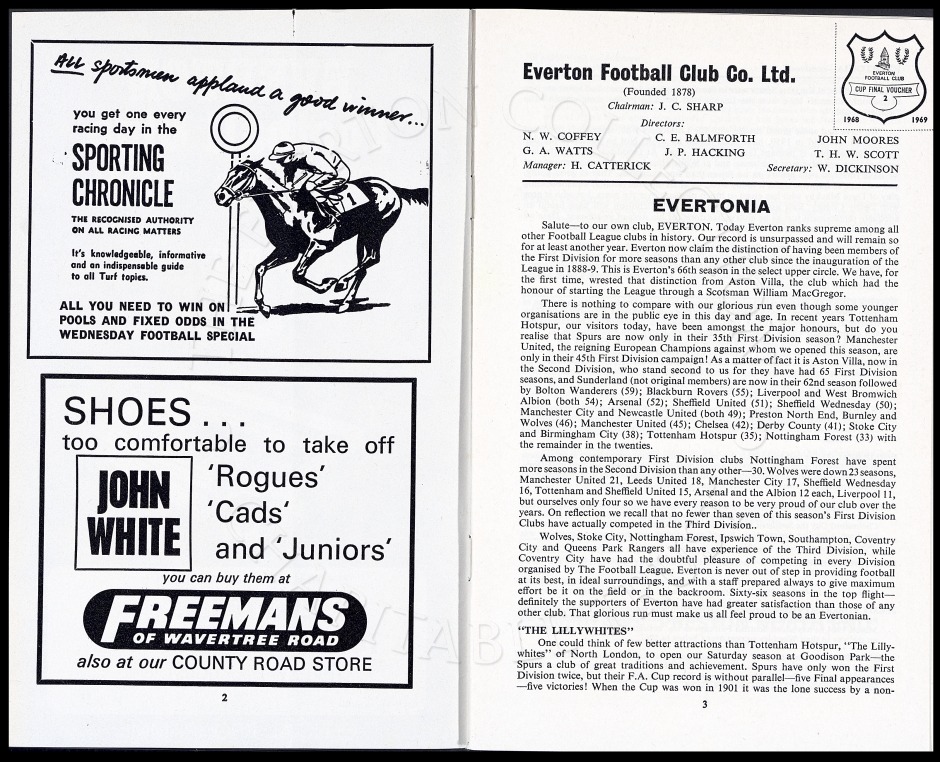 ALL sportsmen applaud a good winner...
you get one every
racing day in the
SPORTING
CHRONICLE
THE RECOGNISED AUTHORITY
ON ALL RACING MATTERS
It's knowledgeable, informative
and an indispensable guide
to all Turf topics.
1
ALL YOU NEED TO WIN ON
POOLS AND FIXED ODDS IN THE
WEDNESDAY FOOTBALL SPECIAL
SHOES...
too comfortable to take off
JOHN
WHITE
'Rogues'
'Cads'
and 'Juniors'
you can buy them at
FREEMANS
OF WAVERTREE ROAD
also at our COUNTY ROAD STORE
2
Everton Football Club Co. Ltd.
(Founded 1878)
Chairman: J. C. SHARP
Directors:
N. W. COFFEY C. E. BALMFORTH JOHN MOORES
G. A. WATTS J. P. HACKING T. H. W. SCOTT
Manager: H. CATTERICK Secretary: W. DICKINSON
EVERTON
FOOTBALL CLUB
CUP FINAL VOUCHER
2
1968 1969
EVERTONIA
Salute—to our own club, EVERTON. Today Everton ranks supreme among all
other Football League clubs in history. Our record is unsurpassed and will remain so
for at least another year. Everton now claim the distinction of having been members of
the First Division for more seasons than any other club since the inauguration of the
League in 1888-9. This is Everton's 66th season in the select upper circle. We have, for
the first time, wrested that distinction from Aston Villa, the club which had the
honour of starting the League through a Scotsman William MacGregor.
There is nothing to compare with our glorious run even though some younger
organisations are in the public eye in this day and age. In recent years Tottenham
Hotspur, our visitors today, have been amongst the major honours, but do you
realise that Spurs are now only in their 35th First Division season? Manchester
United, the reigning European Champions against whom we opened this season, are
only in their 45th First Division campaign! As a matter of fact it is Aston Villa, now in
the Second Division, who stand second to us for they have had 65 First Division
seasons, and Sunderland (not original members) are now in their 62nd season followed
by Bolton Wanderers (59); Blackburn Rovers (55); Liverpool and West Bromwich
Albion (both 54); Arsenal (52); Sheffield United (51); Sheffield Wednesday (50);
Manchester City and Newcastle United (both 49); Preston North End, Burnley and
Wolves (46); Manchester United (45); Chelsea (42); Derby County (41); Stoke City
and Birmingham City (38); Tottenham Hotspur (35); Nottingham Forest (33) with
the remainder in the twenties.
Among contemporary First Division clubs Nottingham Forest have spent
more seasons in the Second Division than any other—30. Wolves were down 23 seasons,
Manchester United 21, Leeds United 18, Manchester City 17, Sheffield Wednesday
16, Tottenham and Sheffield United 15, Arsenal and the Albion 12 each, Liverpool 11,
but ourselves only four so we have every reason to be very proud of our club over the
years. On reflection we recall that no fewer than seven of this season's First Division
Clubs have actually competed in the Third Division..
Wolves, Stoke City, Nottingham Forest, Ipswich Town, Southampton, Coventry
City and Queens Park Rangers all have experience of the Third Division, while
Coventry City have had the doubtful pleasure of competing in every Division
organised by The Football League. Everton is never out of step in providing football
at its best, in ideal surroundings, and with a staff prepared always to give maximum
effort be it on the field or in the backroom. Sixty-six seasons in the top flight—
definitely the supporters of Everton have had greater satisfaction than those of any
other club. That glorious run must make us all feel proud to be an Evertonian.
"THE LILLYWHITES"
One could think of few better attractions than Tottenham Hotspur, "The Lilly-
whites" of North London, to open our Saturday season at Goodison Park—the
Spurs a club of great traditions and achievement. Spurs have only won the First
Division twice, but their F.A. Cup record is without parallel—five Final appearances
—five victories! When the Cup was won in 1901 it was the lone success by a non-
3